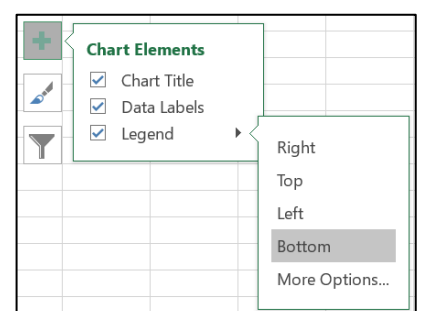 Chart Elements
Chart Title
Data Labels
Legend
Right
Top
Left
Bottom
More Options...